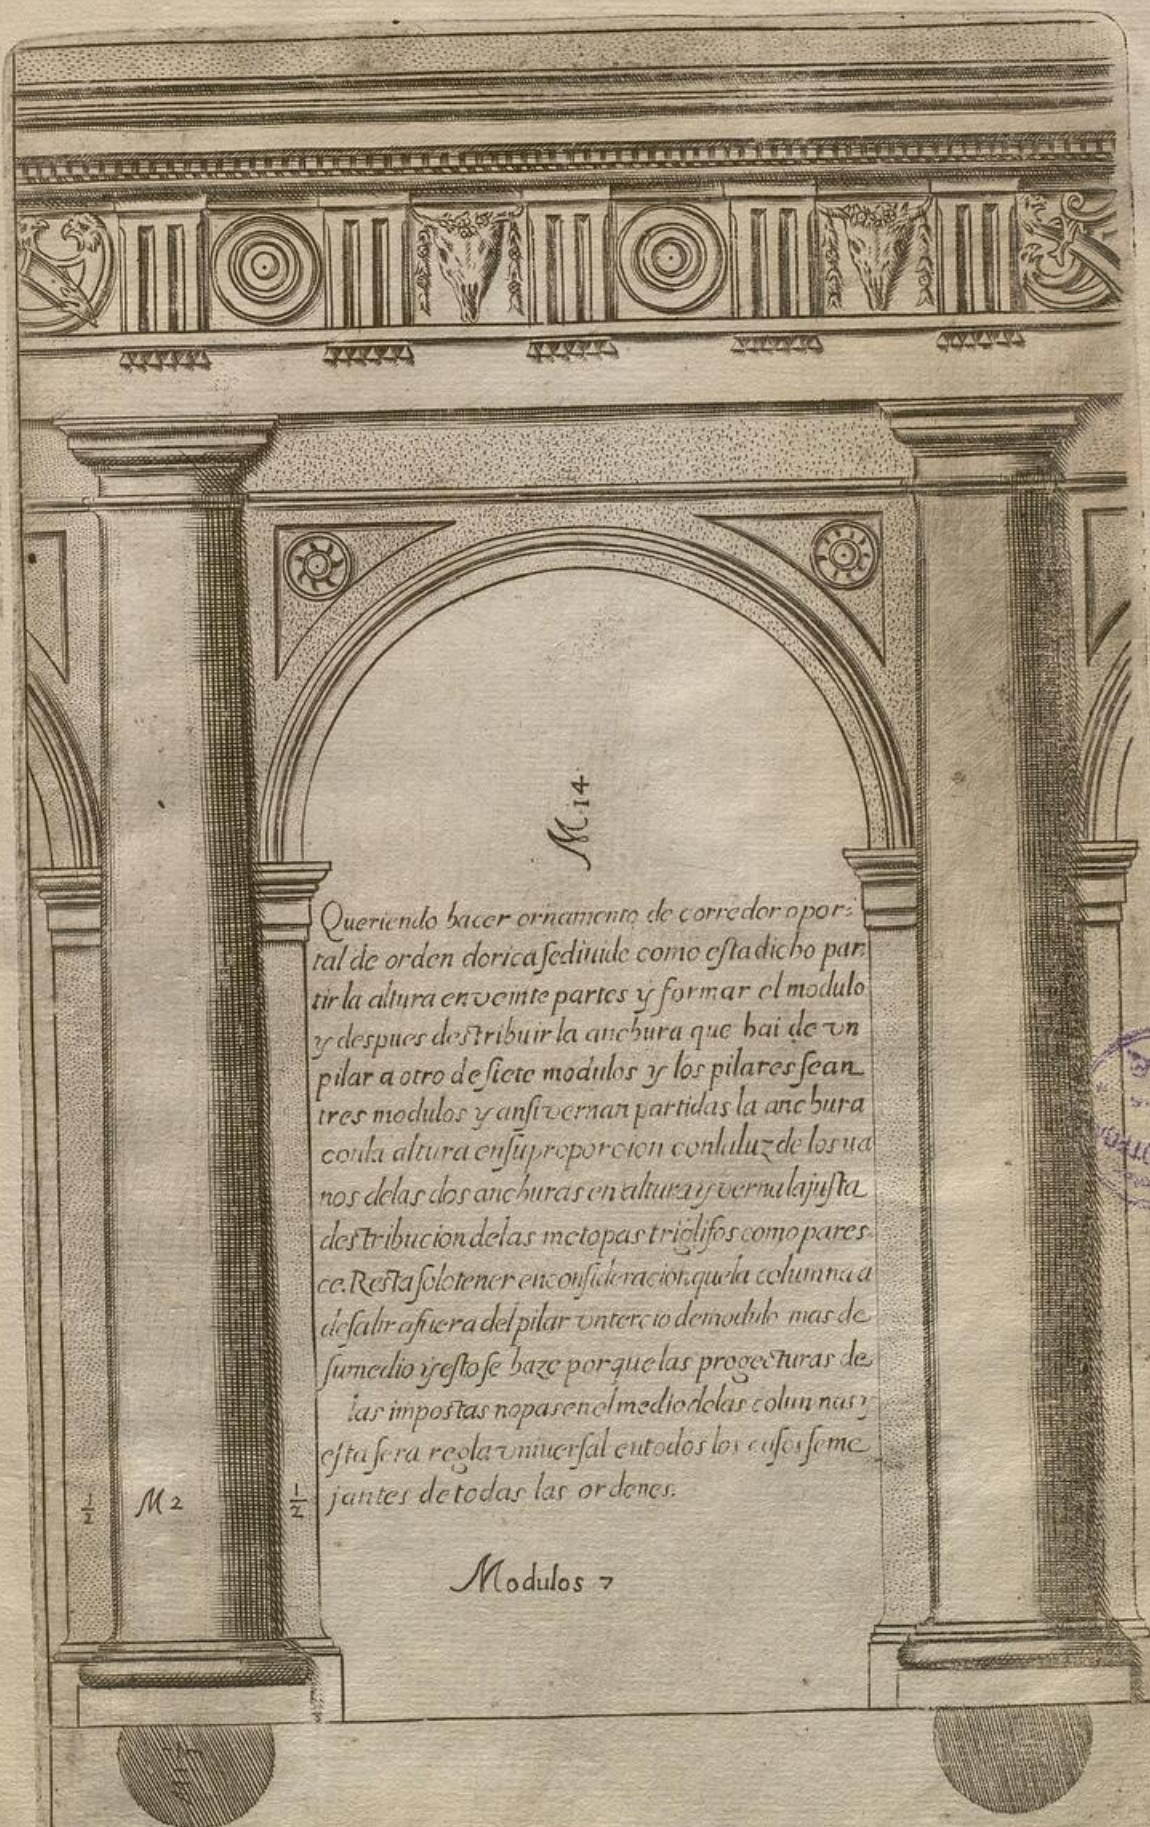 M. 14
Queriendo hacer ornamento de corredor o por:
tal de orden dorica se diuide como esta dicho par
tir la altura en veinte partes y formar el modulo
y despues destribuir la anchura que hai de vn
pilar a otro de siete modulos y los pilares sean
tres modulos y ansi vernan partidas la anchura
con la altura en su proporcion con la luz de los ua
nos de las dos anchuras en altura y verna la justa
destribucion de las metopas triglifos como pares
ce. Resta solo tener en consideracion que la columna a
de salir afuera del pilar vn tercio de modulo mas de
su medio y esto se haze porque las progecturas de
las impostas no pasen el medio de las colunnas y
esta sera regla vniuersal en todos los casos seme
jantes de todas las ordenes.
1/2 M 2 1/2
Modulos 7